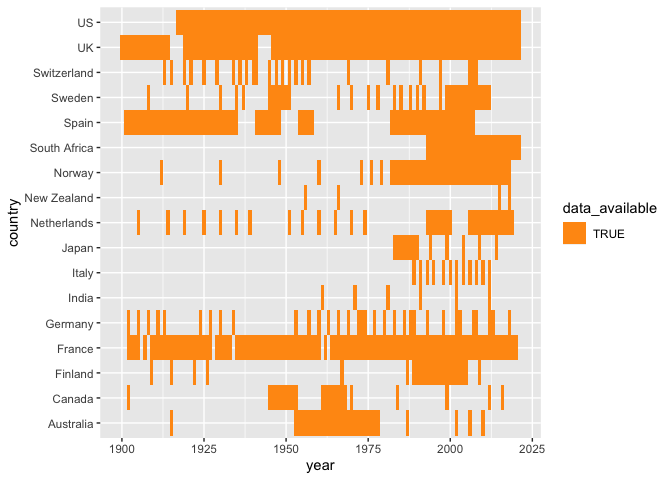 US
UK
Switzerland
Sweden
Spain
South Africa
Norway
New Zealand
Netherlands
Japan
Italy
India
Germany
France
Finland
Canada
Australia
country
1900 1925 1950 1975 2000 2025
year
data_available
TRUE